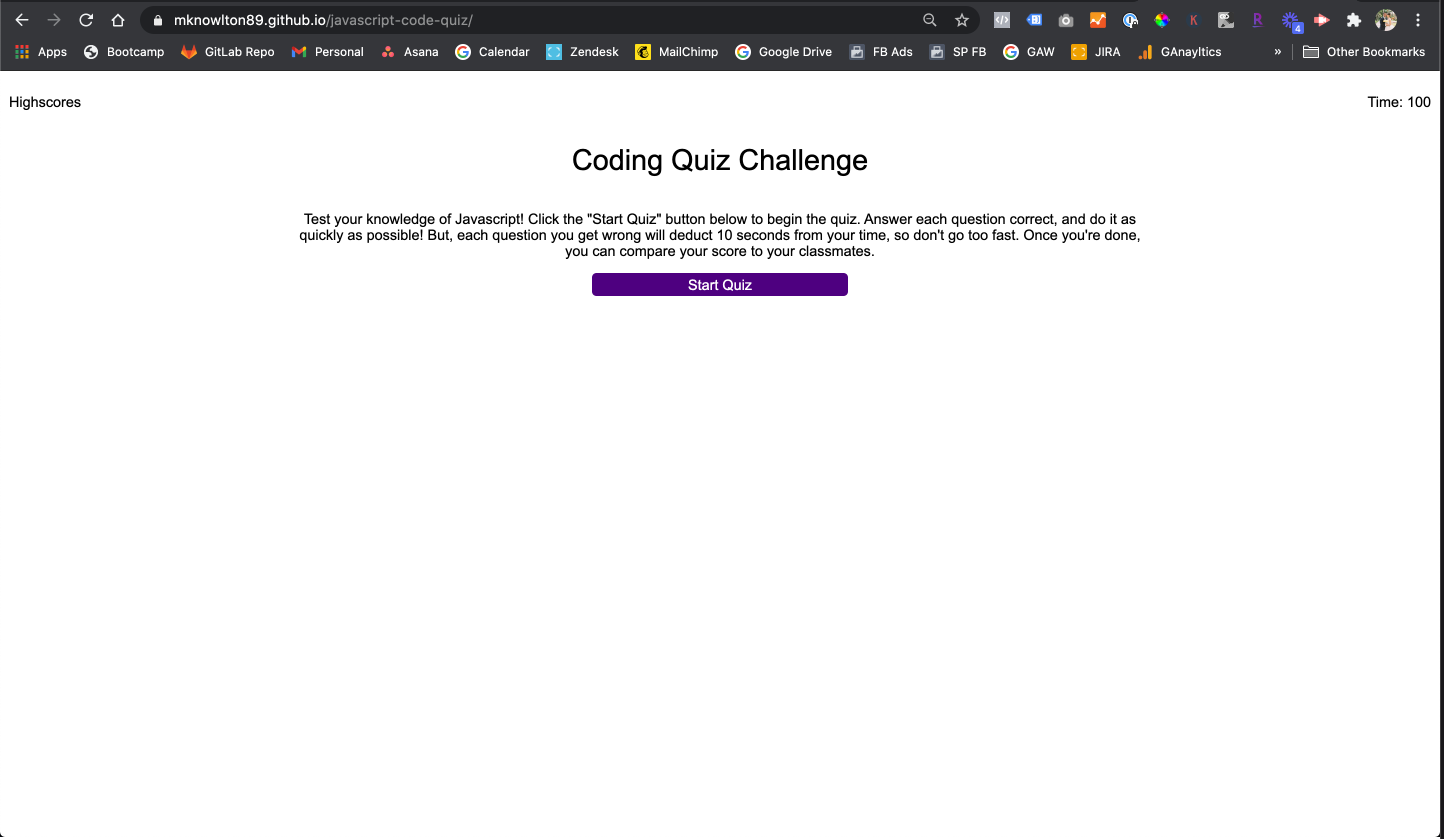 mknowlton89.github.io/javascript-code-quiz/
K
R
4
Apps Bootcamp GitLab Repo Personal Asana Calendar Zendesk MailChimp Google Drive FB Ads SP FB GAW JIRA GAnayltics » Other Bookmarks
Highscores Time: 100
Coding Quiz Challenge
Test your knowledge of Javascript! Click the "Start Quiz" button below to begin the quiz. Answer each question correct, and do it as
quickly as possible! But, each question you get wrong will deduct 10 seconds from your time, so don't go too fast. Once you're done,
you can compare your score to your classmates.
Start Quiz